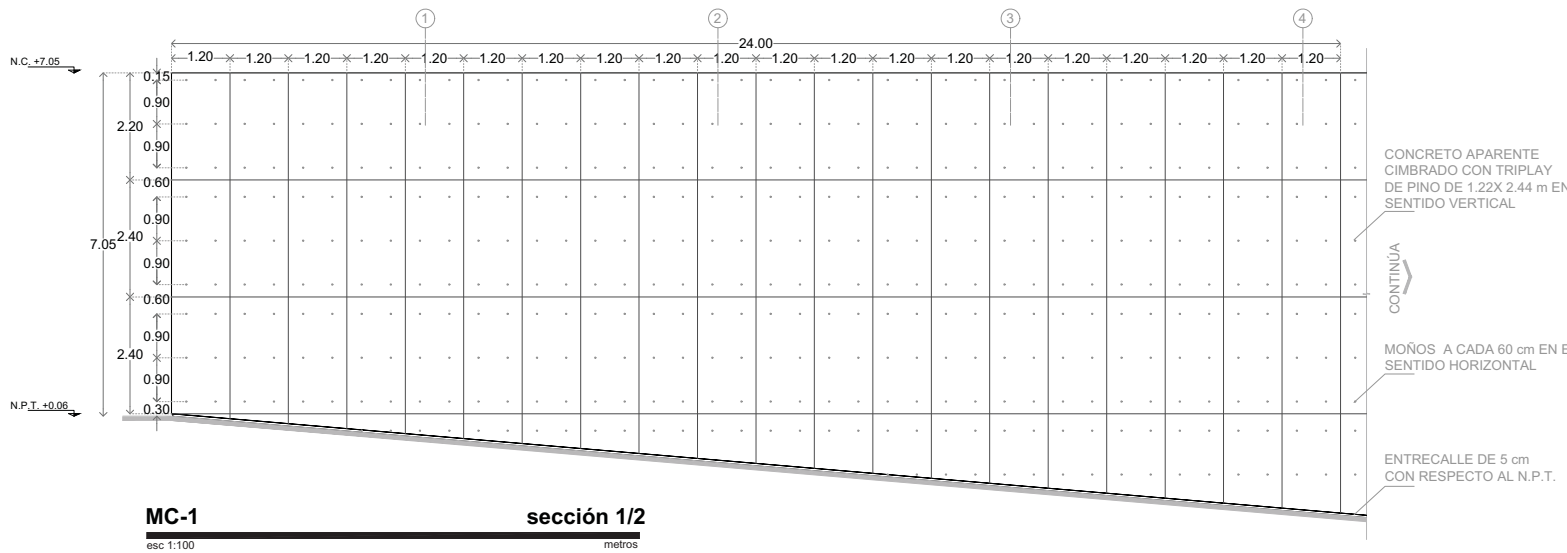 1 2 3 4
24.00
1.20 1.20 1.20 1.20 1.20 1.20 1.20 1.20 1.20 1.20 1.20 1.20 1.20 1.20 1.20 1.20 1.20 1.20 1.20 1.20
N.C. +7.05
0.15
0.90
2.20
0.90
0.60
0.90
7.05
2.40
0.90
0.60
0.90
2.40
0.90
0.30
N.P.T. +0.06
CONCRETO APARENTE
CIMBRADO CON TRIPLAY
DE PINO DE 1.22X 2.44 m EN
SENTIDO VERTICAL
CONTINÚA
MOÑOS A CADA 60 cm EN E
SENTIDO HORIZONTAL
ENTRECALLE DE 5 cm
CON RESPECTO AL N.P.T.
MC-1 sección 1/2
esc 1:100 metros